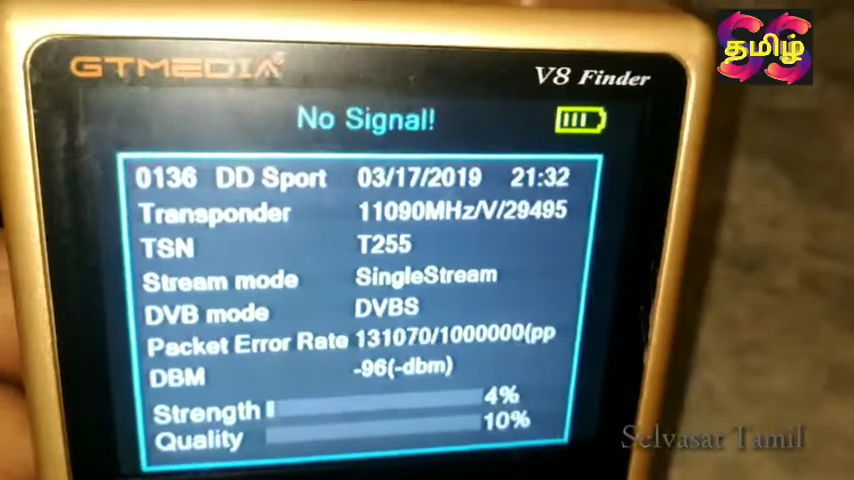 SS
தமிழ்
GTMEDIA
V8 Finder
No Signal!
0136 DD Sport 03/17/2019 21:32
Transponder 11090MHz/V/29495
TSN T255
Stream mode SingleStream
DVB mode DVBS
Packet Error Rate 131070/1000000(pp
DBM -96(-dbm)
Strength 4%
Quality 10%
Selvasat Tamil